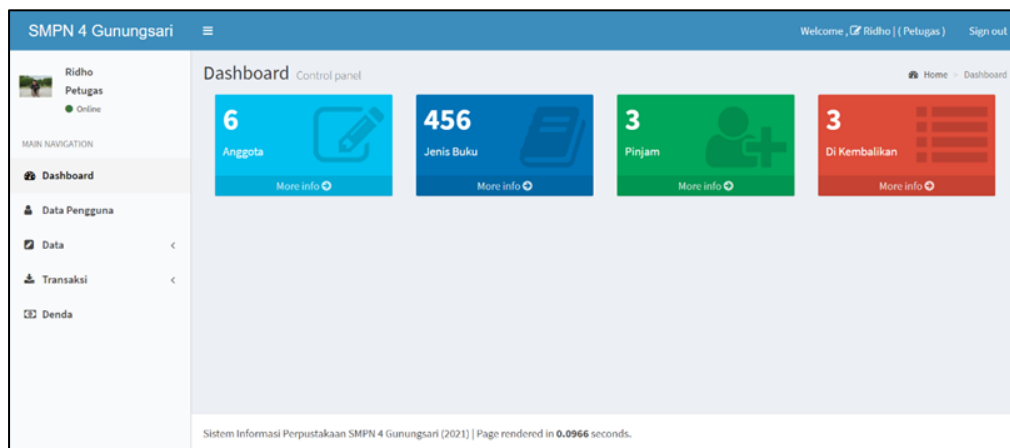 SMPN 4 Gunungsari
Welcome , Ridho | ( Petugas )
Sign out
Ridho
Petugas
Online
MAIN NAVIGATION
Dashboard
Data Pengguna
Data
Transaksi
Denda
Dashboard Control panel
Home > Dashboard
6
Anggota
More info
456
Jenis Buku
More info
3
Pinjam
More info
3
Di Kembalikan
More info
Sistem Informasi Perpustakaan SMPN 4 Gunungsari (2021) | Page rendered in 0.0966 seconds.